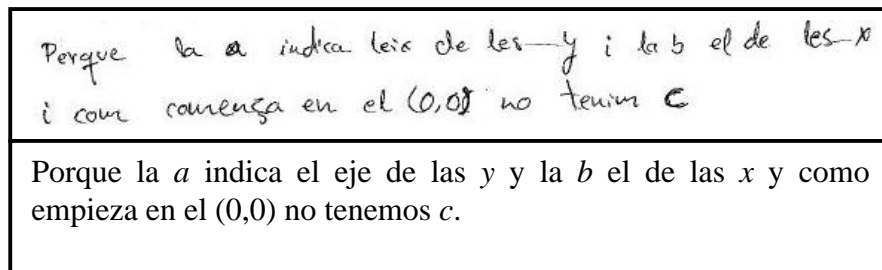 Perque la a indica leix de les y i la b el de les x
i com comença en el (0,0) no tenim c
Porque la a indica el eje de las y y la b el de las x y como
empieza en el (0,0) no tenemos c.